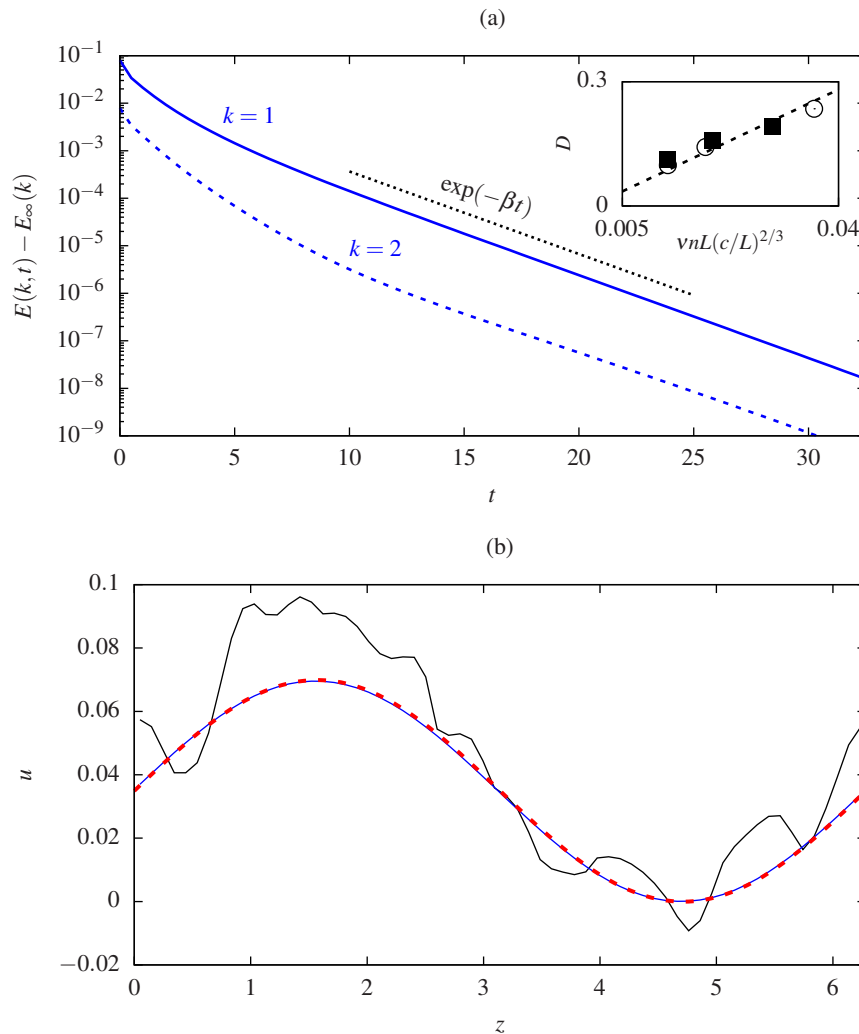 (a)
10⁻¹
10⁻²
10⁻³
10⁻⁴
10⁻⁵
10⁻⁶
10⁻⁷
10⁻⁸
10⁻⁹
E(k,t) − E∞(k)
k = 1
k = 2
exp(−βt)
0.3
0
D
0.005
0.04
νnL(c/L)^{2/3}
0 5 10 15 20 25 30
t
(b)
0.1
0.08
0.06
0.04
0.02
0
−0.02
u
0 1 2 3 4 5 6
z